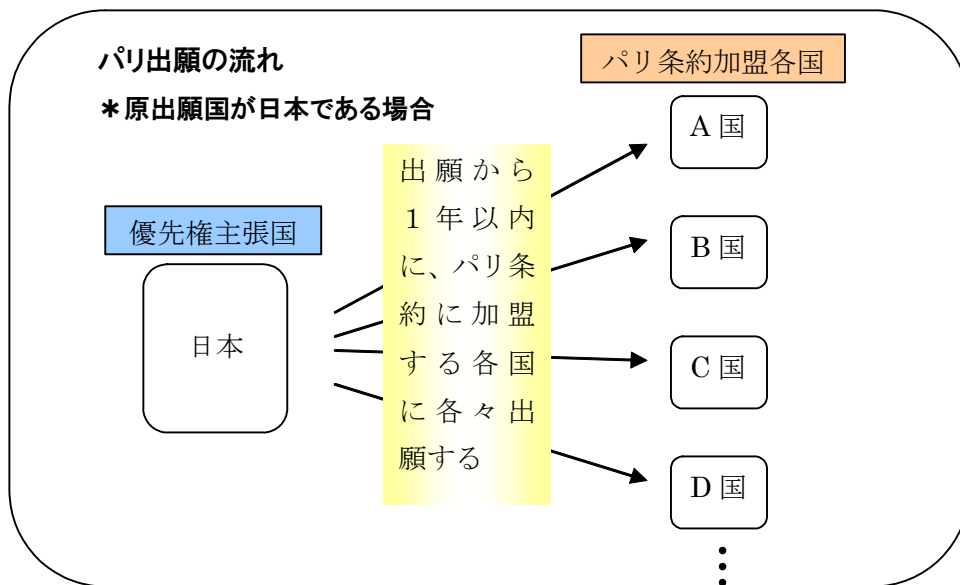 パリ出願の流れ
＊原出願国が日本である場合
パリ条約加盟各国
優先権主張国
日本
出願から
１年以内
に、パリ条
約に加盟
する各国
に各々出
願する
A 国
B 国
C 国
D 国